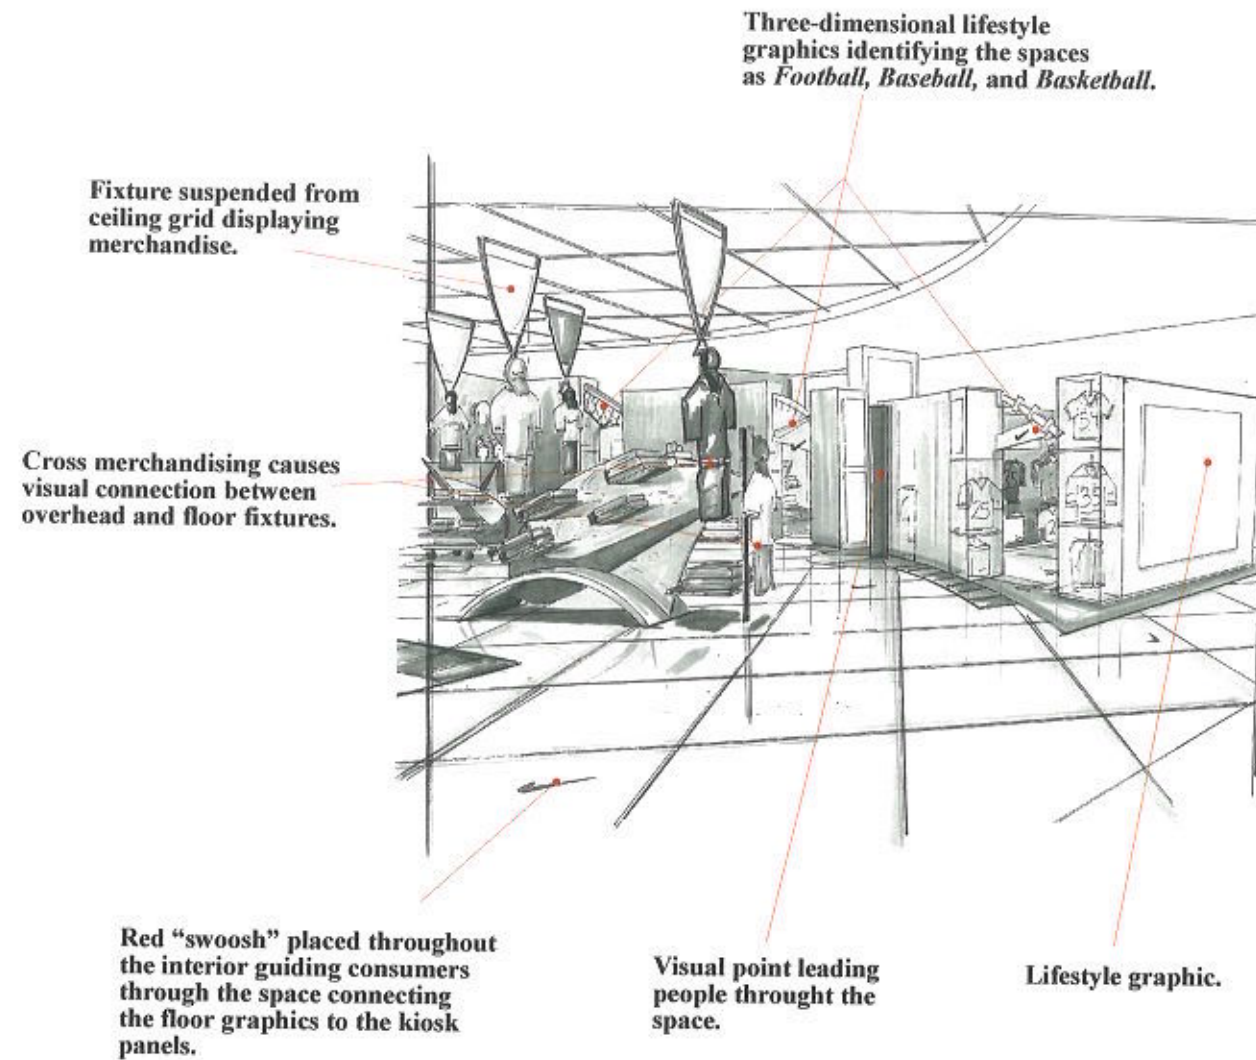 Three-dimensional lifestyle
graphics identifying the spaces
as Football, Baseball, and Basketball.
Fixture suspended from
ceiling grid displaying
merchandise.
Cross merchandising causes
visual connection between
overhead and floor fixtures.
Red “swoosh” placed throughout
the interior guiding consumers
through the space connecting
the floor graphics to the kiosk
panels.
Visual point leading
people throught the
space.
Lifestyle graphic.